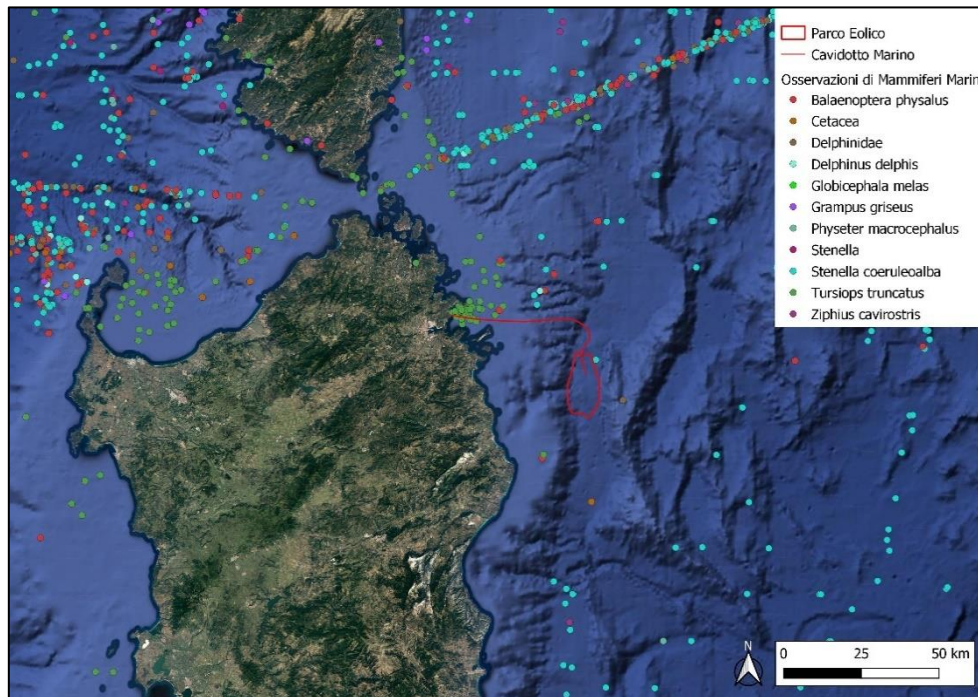 Parco Eolico
Cavidotto Marino
Osservazioni di Mammiferi Marin
Balaenoptera physalus
Cetacea
Delphinidae
Delphinus delphis
Globicephala melas
Grampus griseus
Physeter macrocephalus
Stenella
Stenella coeruleoalba
Tursiops truncatus
Ziphius cavirostris
N
0 25 50 km